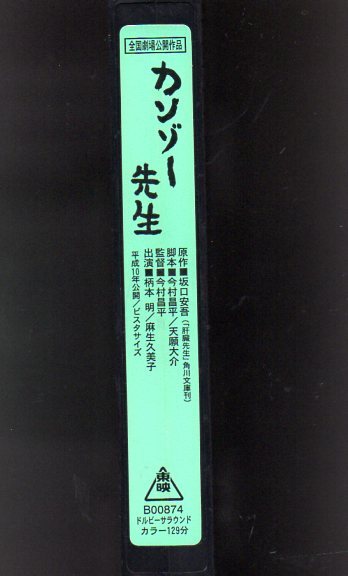 全国劇場公開作品
カンゾー先生
原作■坂口安吾(「肝臓先生」角川文庫刊)
脚本■今村昌平/天願大介
監督■今村昌平
出演■柄本 明/麻生久美子
平成10年公開/ビスタサイズ
東映
B00874
ドルビーサラウンド
カラー129分